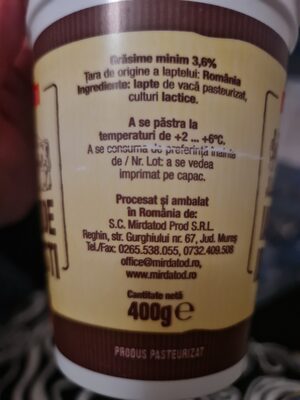 Grăsime minim 3,6%
Țara de origine a laptelui: România
Ingrediente: lapte de vacă pasteurizat,
culturi lactice.
A se păstra la
temperaturi de +2 ... +6°C.
A se consuma de preferință înainte
de / Nr. Lot: a se vedea
imprimat pe capac.
Procesat și ambalat
în România de:
S.C. Mirdatod Prod S.R.L.
Reghin, str. Gurghiului nr. 67, Jud. Mureș
Tel./Fax: 0265.538.055, 0732.409.508
office@mirdatod.ro,
www.mirdatod.ro
Cantitate netă
400g e
PRODUS PASTEURIZAT